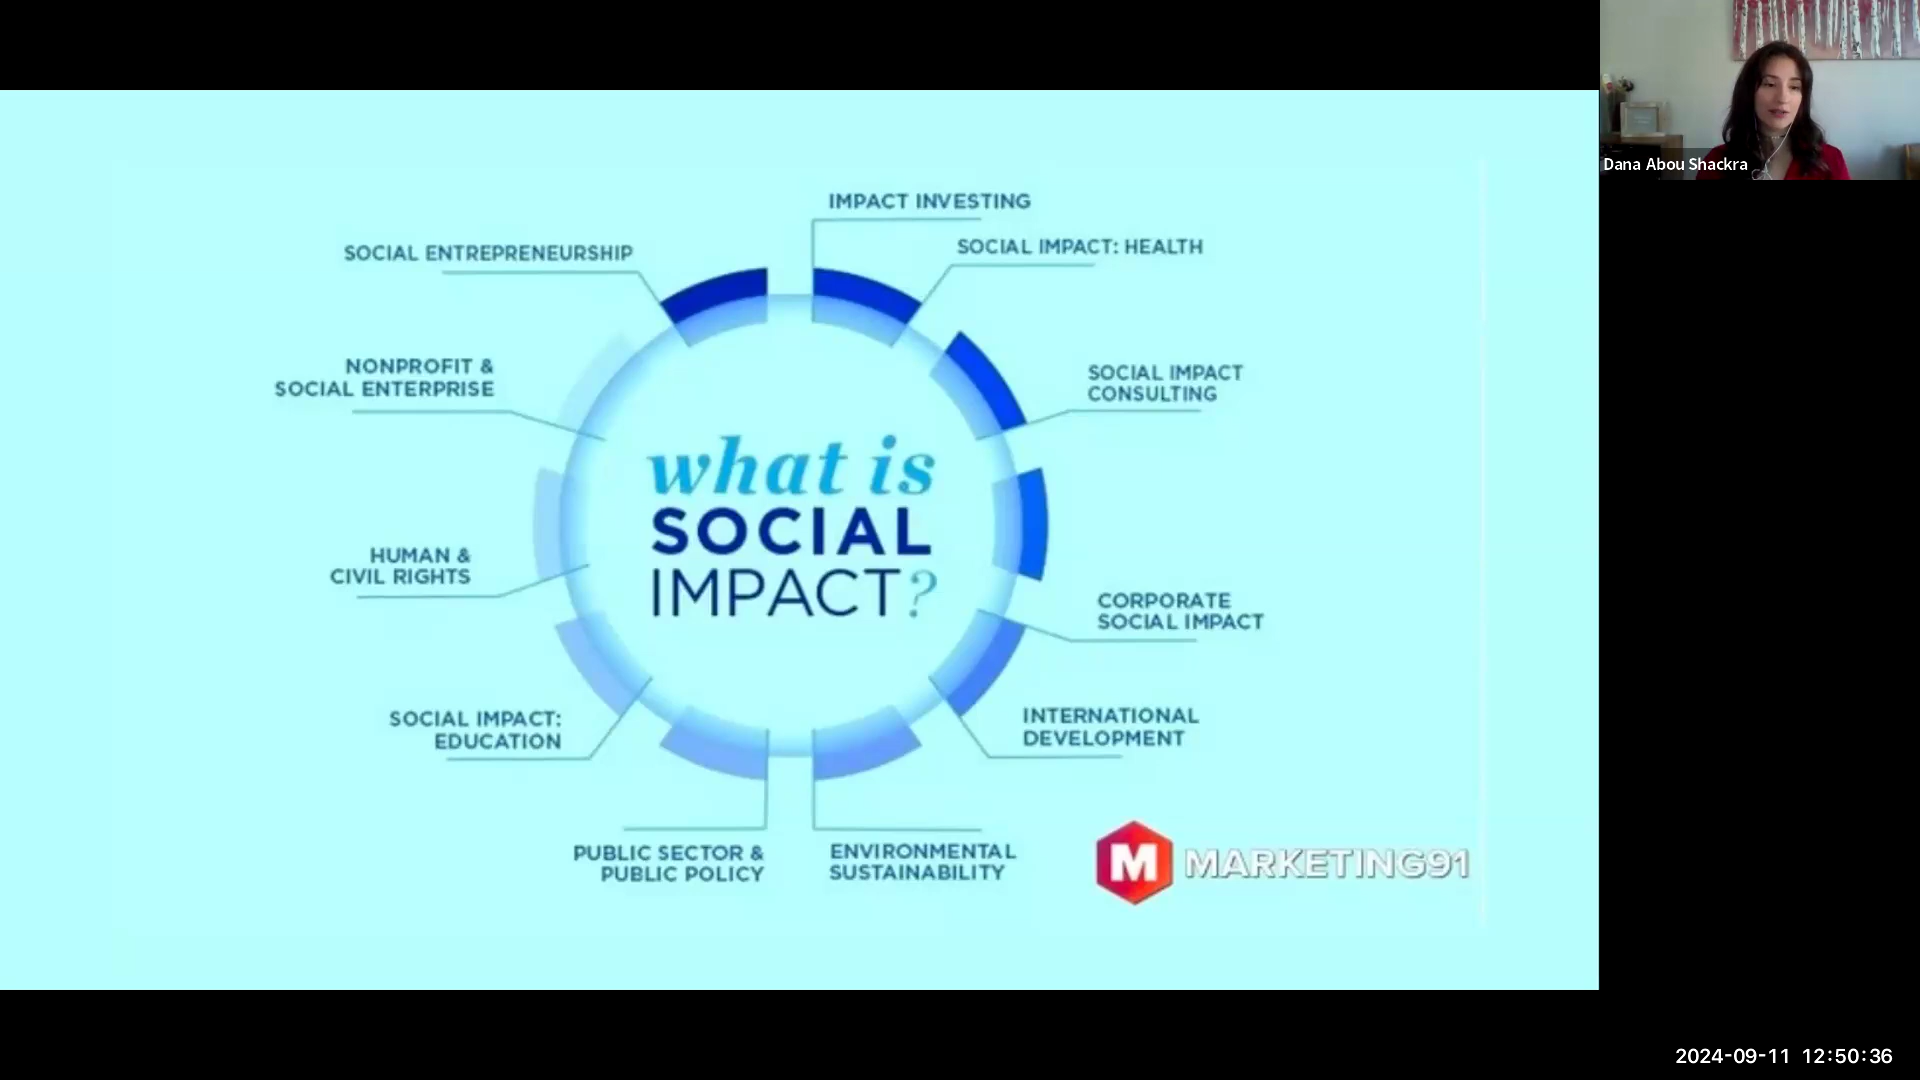 IMPACT INVESTING
SOCIAL IMPACT: HEALTH
SOCIAL ENTREPRENEURSHIP
NONPROFIT &
SOCIAL ENTERPRISE
SOCIAL IMPACT
CONSULTING
what is
SOCIAL
IMPACT?
HUMAN &
CIVIL RIGHTS
CORPORATE
SOCIAL IMPACT
SOCIAL IMPACT:
EDUCATION
INTERNATIONAL
DEVELOPMENT
PUBLIC SECTOR &
PUBLIC POLICY
ENVIRONMENTAL
SUSTAINABILITY
M MARKETING91
Dana Abou Shackra
2024-09-11 12:50:36